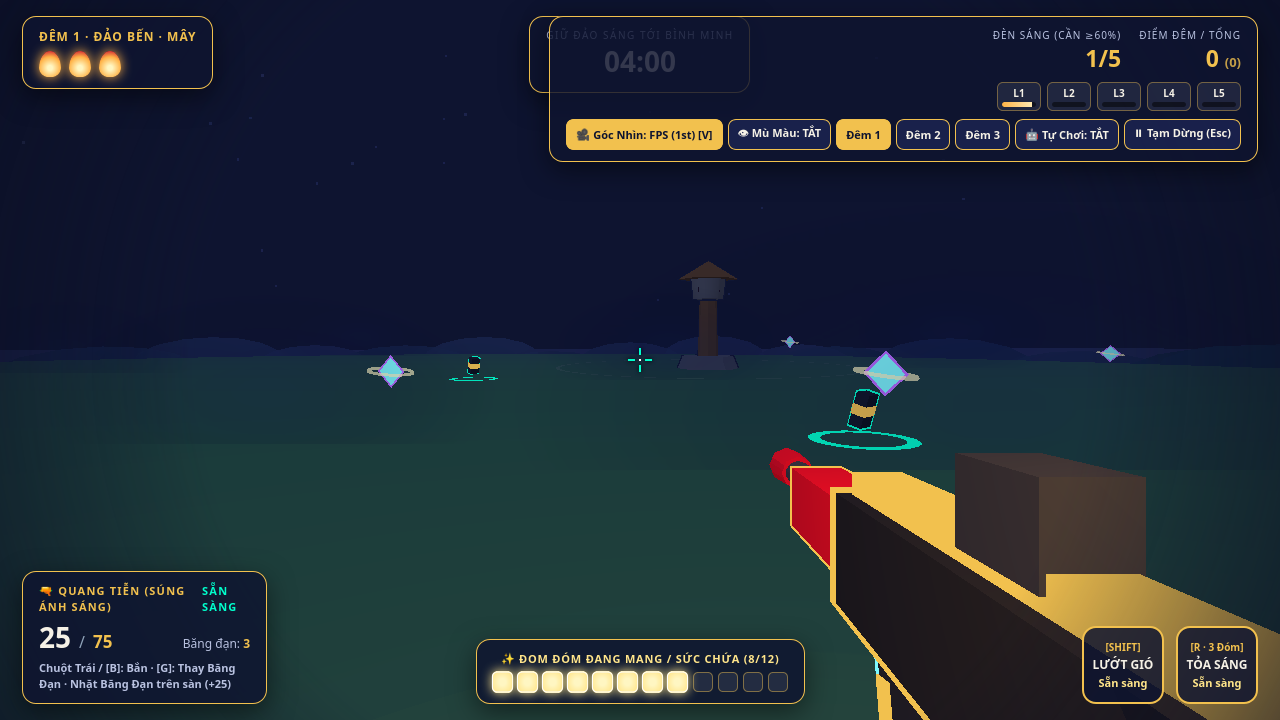 ĐÊM 1 · ĐẢO BẾN · MÂY
GIỮ ĐẢO SÁNG TỚI BÌNH MINH
04:00
ĐÈN SÁNG (CẦN ≥60%)
1/5
ĐIỂM ĐÊM / TỔNG
0 (0)
L1 L2 L3 L4 L5
🎥 Góc Nhìn: FPS (1st) [V]
👁 Mù Màu: TẮT
Đêm 1
Đêm 2
Đêm 3
🤖 Tự Chơi: TẮT
⏸ Tạm Dừng (Esc)
🔫 QUANG TIỄN (SÚNG
ÁNH SÁNG)
SẴN
SÀNG
25 / 75
Băng đạn: 3
Chuột Trái / [B]: Bắn · [G]: Thay Băng
Đạn · Nhặt Băng Đạn trên sàn (+25)
✨ ĐOM ĐÓM ĐANG MANG / SỨC CHỨA (8/12)
[SHIFT]
LƯỚT GIÓ
Sẵn sàng
[R · 3 Đóm]
TỎA SÁNG
Sẵn sàng